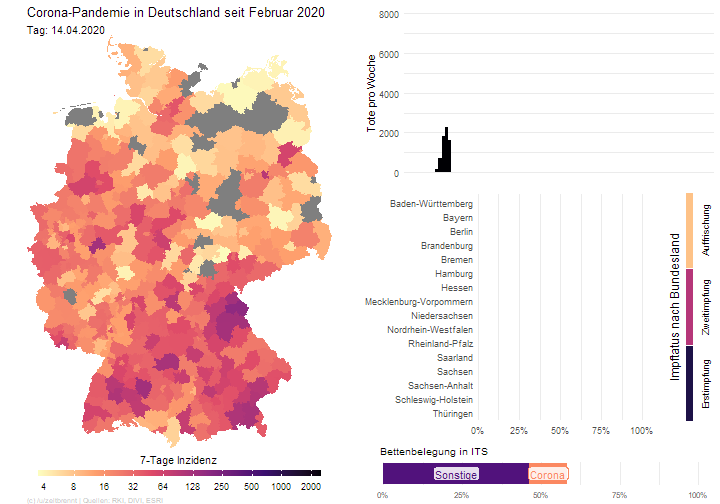 Corona-Pandemie in Deutschland seit Februar 2020
Tag: 14.04.2020
7-Tage Inzidenz
4 8 16 32 64 128 250 500 1000 2000
Quellen: RKI, DIVI, ESRI
Tote pro Woche
8000
6000
4000
2000
0
Baden-Württemberg
Bayern
Berlin
Brandenburg
Bremen
Hamburg
Hessen
Mecklenburg-Vorpommern
Niedersachsen
Nordrhein-Westfalen
Rheinland-Pfalz
Saarland
Sachsen
Sachsen-Anhalt
Schleswig-Holstein
Thüringen
0% 25% 50% 75% 100%
Impfstatus nach Bundesland
Auffrischung
Zweitimpfung
Erstimpfung
Bettenbelegung in ITS
Sonstige
Corona
0% 25% 50% 75% 100%